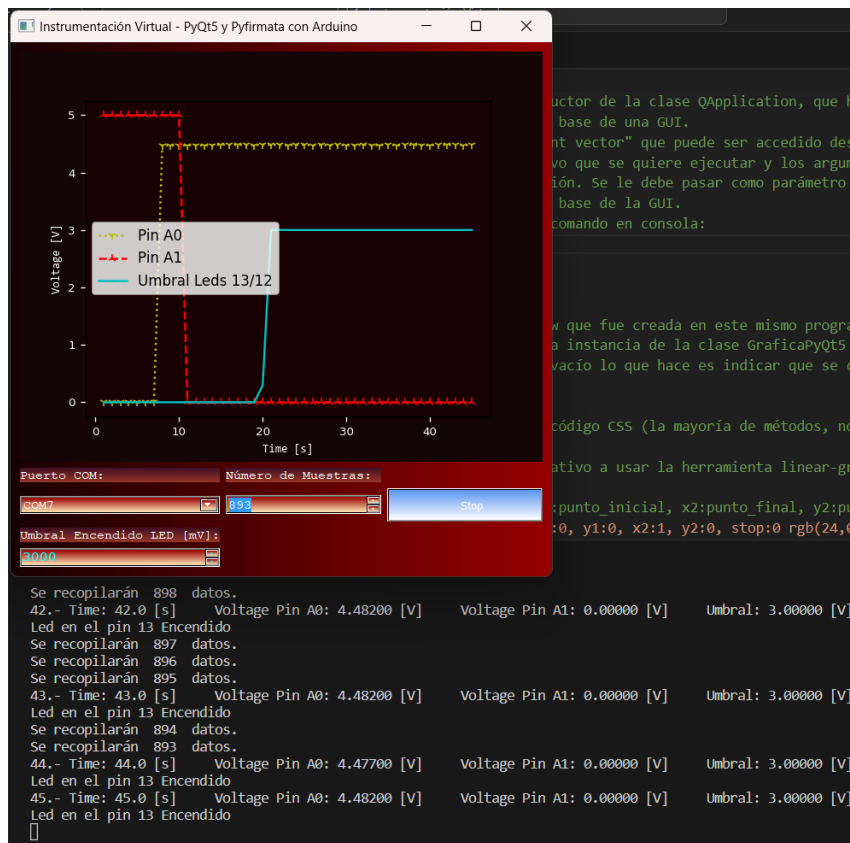 Instrumentación Virtual - PyQt5 y Pyfirmata con Arduino
5
4
3
2
1
0
Voltage [V]
Pin A0
Pin A1
Umbral Leds 13/12
0
10
20
30
40
Time [s]
Puerto COM:
Número de Muestras:
COM7
893
Stop
Umbral Encendido LED [mV]:
3000
uctor de la clase QApplication, que
base de una GUI.
nt vector" que puede ser accedido des
vo que se quiere ejecutar y los argum
ión. Se le debe pasar como parámetro
base de la GUI.
comando en consola:
w que fue creada en este mismo progra
a instancia de la clase GraficaPyQt5
vacío lo que hace es indicar que se
código CSS (la mayoría de métodos, no
ativo a usar la herramienta linear-gr
:punto_inicial, x2:punto_final, y2:pu
:0, y1:0, x2:1, y2:0, stop:0 rgb(24,0
Se recopilarán 898 datos.
42.- Time: 42.0 [s] Voltage Pin A0: 4.48200 [V] Voltage Pin A1: 0.00000 [V] Umbral: 3.00000 [V]
Led en el pin 13 Encendido
Se recopilarán 897 datos.
Se recopilarán 896 datos.
Se recopilarán 895 datos.
43.- Time: 43.0 [s] Voltage Pin A0: 4.48200 [V] Voltage Pin A1: 0.00000 [V] Umbral: 3.00000 [V]
Led en el pin 13 Encendido
Se recopilarán 894 datos.
Se recopilarán 893 datos.
44.- Time: 44.0 [s] Voltage Pin A0: 4.47700 [V] Voltage Pin A1: 0.00000 [V] Umbral: 3.00000 [V]
Led en el pin 13 Encendido
45.- Time: 45.0 [s] Voltage Pin A0: 4.48200 [V] Voltage Pin A1: 0.00000 [V] Umbral: 3.00000 [V]
Led en el pin 13 Encendido